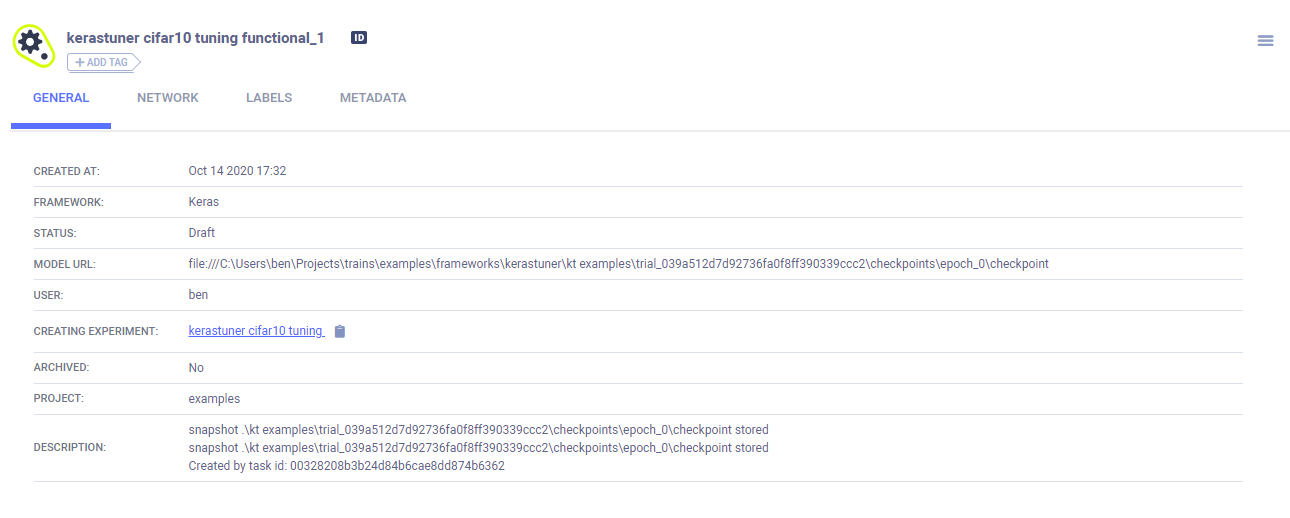 kerastuner cifar10 tuning functional_1 ID
+ ADD TAG
GENERAL NETWORK LABELS METADATA
CREATED AT: Oct 14 2020 17:32
FRAMEWORK: Keras
STATUS: Draft
MODEL URL: file:///C:\Users\ben\Projects\trains\examples\frameworks\kerastuner\kt examples\trial_039a512d7d92736fa0f8ff390339ccc2\checkpoints\epoch_0\checkpoint
USER: ben
CREATING EXPERIMENT: kerastuner cifar10 tuning
ARCHIVED: No
PROJECT: examples
snapshot .\kt examples\trial_039a512d7d92736fa0f8ff390339ccc2\checkpoints\epoch_0\checkpoint stored
DESCRIPTION: snapshot .\kt examples\trial_039a512d7d92736fa0f8ff390339ccc2\checkpoints\epoch_0\checkpoint stored
Created by task id: 00328208b3b24d84b6cae8dd874b6362